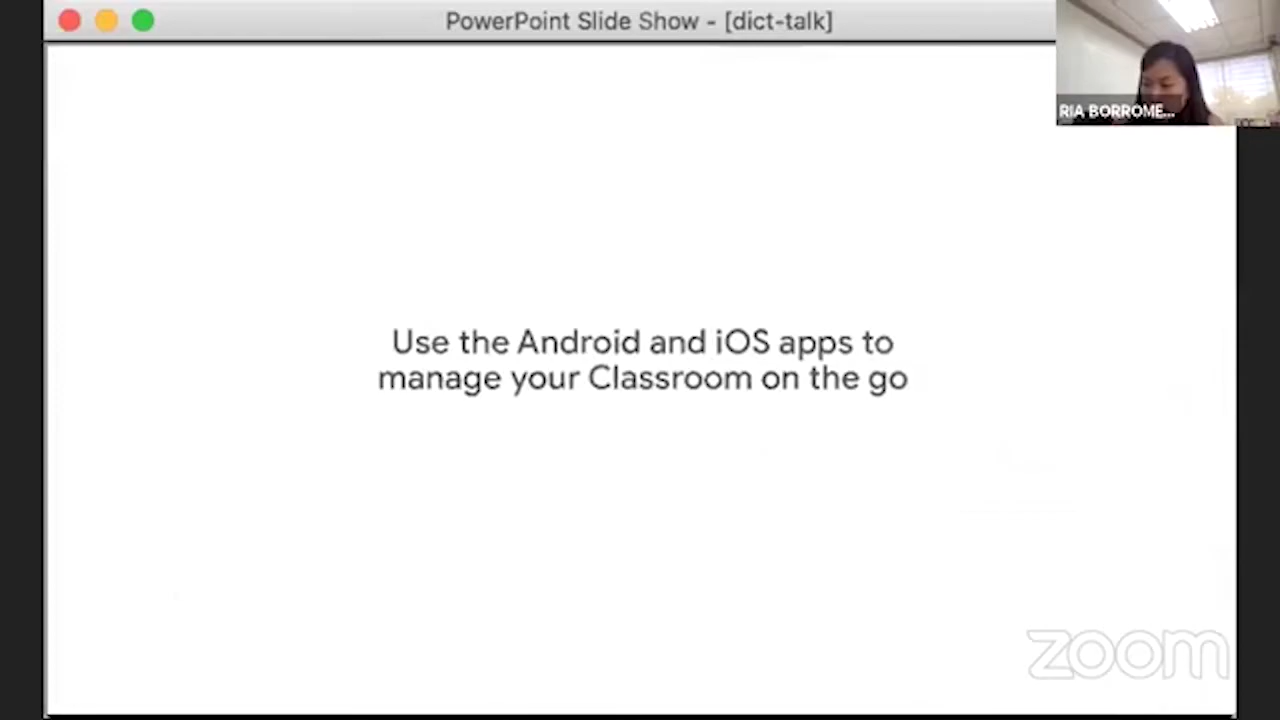 PowerPoint Slide Show - [dict-talk]
RIA BORROME...
Use the Android and iOS apps to
manage your Classroom on the go
zoom